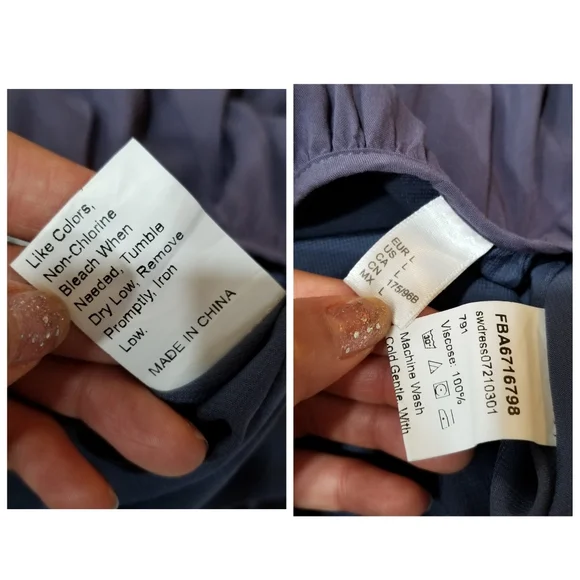 Like Colors,
Non-Chlorine
Bleach When
Needed, Tumble
Dry Low, Remove
Promptly, Iron
Low.
MADE IN CHINA
EUR L
US L
CA L
CN 175/96B
MX L
FBA6716798
swdress07210301
791
Viscose: 100%
30°
Machine Wash
Cold Gentle, With